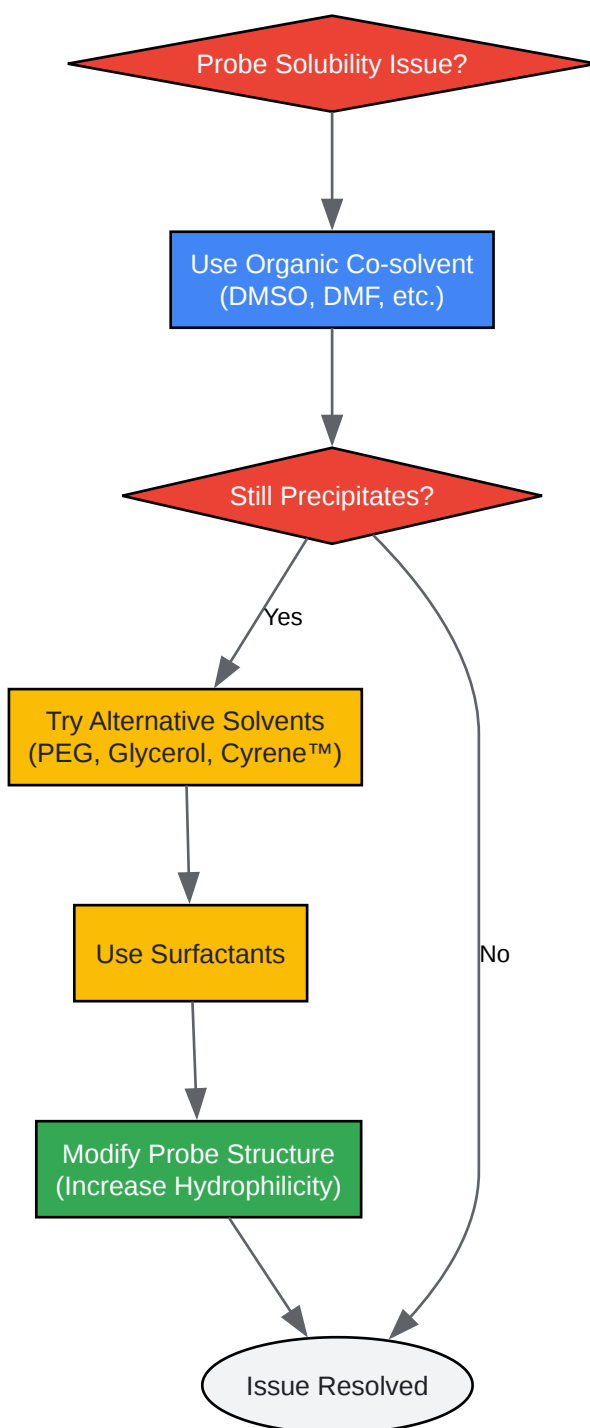 Probe Solubility Issue?
Use Organic Co-solvent
(DMSO, DMF, etc.)
Still Precipitates?
Yes
Try Alternative Solvents
(PEG, Glycerol, Cyrene™)
Use Surfactants
No
Modify Probe Structure
(Increase Hydrophilicity)
Issue Resolved